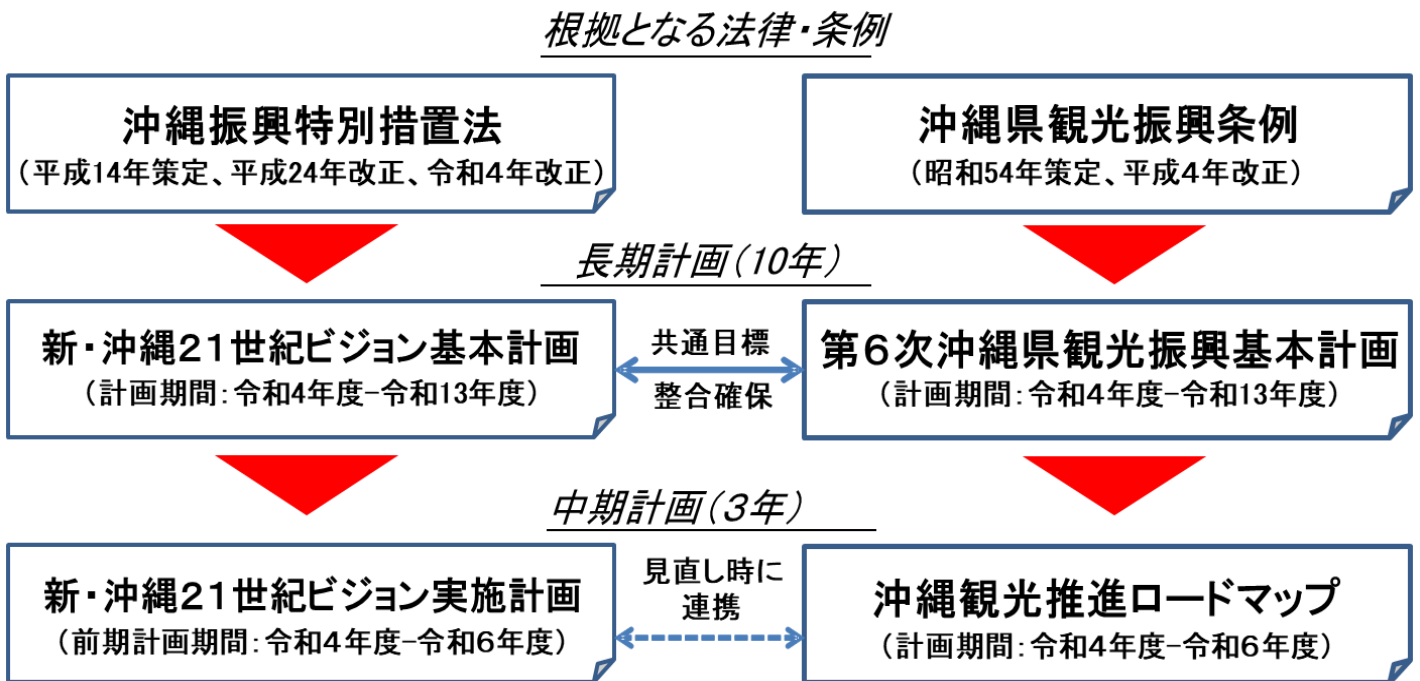 根拠となる法律・条例
沖縄振興特別措置法
（平成14年策定、平成24年改正、令和４年改正）
沖縄県観光振興条例
（昭和54年策定、平成４年改正）
長期計画（10年）
新・沖縄２１世紀ビジョン基本計画
（計画期間：令和4年度−令和13年度）
共通目標
整合確保
第６次沖縄県観光振興基本計画
（計画期間：令和４年度−令和13年度）
中期計画（３年）
新・沖縄２１世紀ビジョン実施計画
（前期計画期間：令和４年度−令和６年度）
見直し時に
連携
沖縄観光推進ロードマップ
（計画期間：令和４年度−令和６年度）